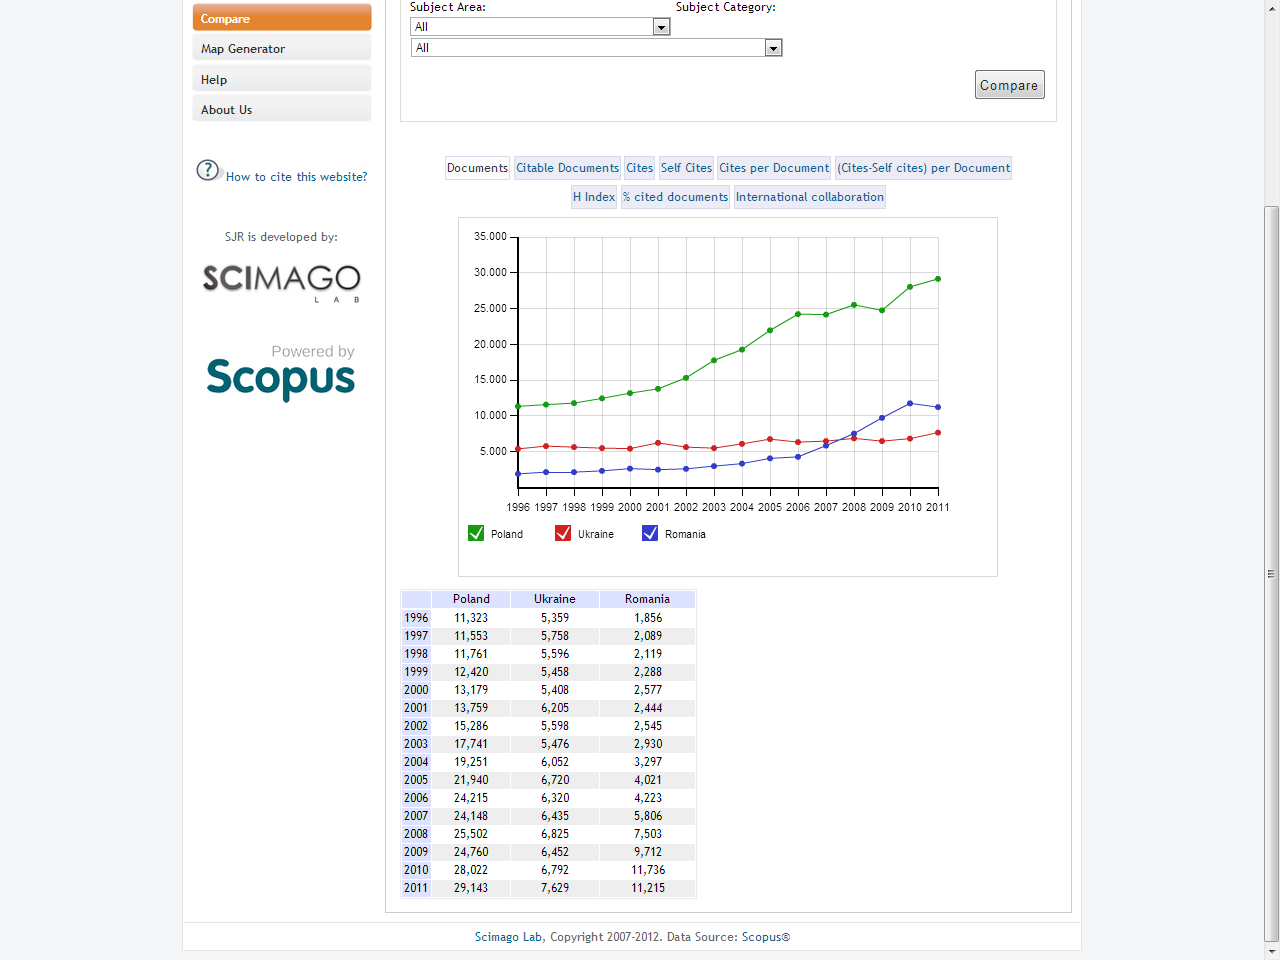 Compare
Map Generator
Help
About Us
How to cite this website?
SJR is developed by:
SCIMAGO
LAB
Powered by
Scopus
Subject Area: Subject Category:
All
All
Compare
Documents Citable Documents Cites Self Cites Cites per Document (Cites-Self cites) per Document
H Index % cited documents International collaboration
35.000
30.000
25.000
20.000
15.000
10.000
5.000
1996 1997 1998 1999 2000 2001 2002 2003 2004 2005 2006 2007 2008 2009 2010 2011
Poland Ukraine Romania
Poland Ukraine Romania
1996 11,323 5,359 1,856
1997 11,553 5,758 2,089
1998 11,761 5,596 2,119
1999 12,420 5,458 2,288
2000 13,179 5,408 2,577
2001 13,759 6,205 2,444
2002 15,286 5,598 2,545
2003 17,741 5,476 2,930
2004 19,251 6,052 3,297
2005 21,940 6,720 4,021
2006 24,215 6,320 4,223
2007 24,148 6,435 5,806
2008 25,502 6,825 7,503
2009 24,760 6,452 9,712
2010 28,022 6,792 11,736
2011 29,143 7,629 11,215
Scimago Lab, Copyright 2007-2012. Data Source: Scopus®